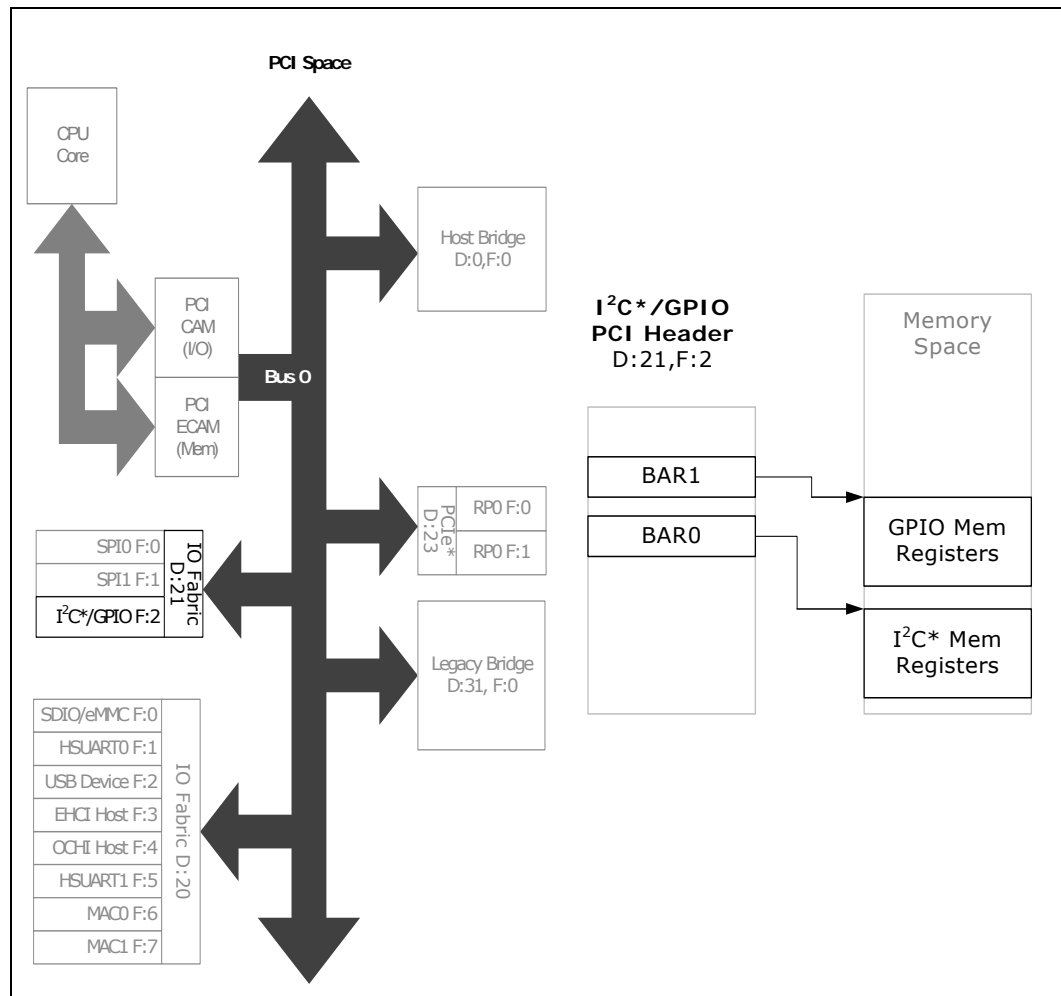 PCI Space
CPU
Core
PCI
CAM
(I/O)
PCI
ECAM
(Mem)
Bus 0
Host Bridge
D:0,F:0
PCIe*
D:23
RP0 F:0
RP0 F:1
SPI0 F:0
SPI1 F:1
I²C*/GPIO F:2
IO Fabric
D:21
Legacy Bridge
D:31, F:0
SDIO/eMMC F:0
HSUART0 F:1
USB Device F:2
EHCI Host F:3
OCHI Host F:4
HSUART1 F:5
MAC0 F:6
MAC1 F:7
IO Fabric D:20
I²C*/GPIO
PCI Header
D:21,F:2
BAR1
BAR0
Memory
Space
GPIO Mem
Registers
I²C* Mem
Registers